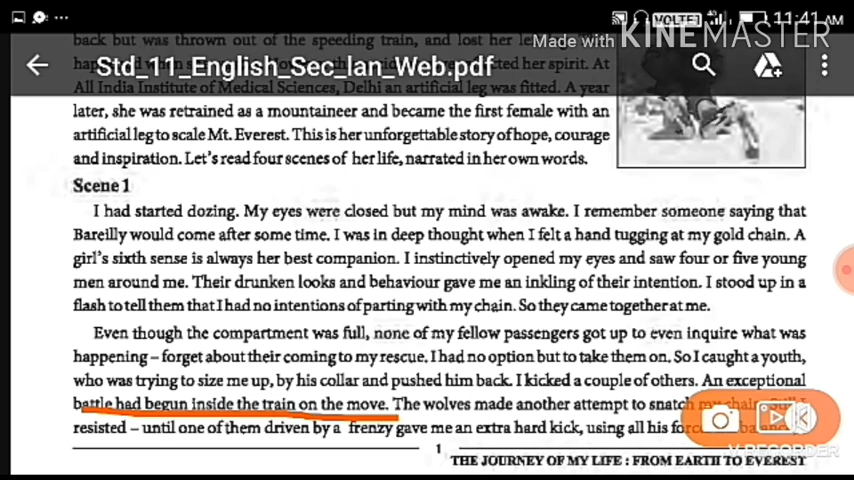 11:41 AM
Made with KINEMASTER
Std_11_English_Sec_lan_Web.pdf
back but was thrown out of the speeding train, and lost her leg
her spirit. At
All India Institute of Medical Sciences, Delhi an artificial leg was fitted. A year
later, she was retrained as a mountaineer and became the first female with an
artificial leg to scale Mt. Everest. This is her unforgettable story of hope, courage
and inspiration. Let's read four scenes of her life, narrated in her own words.
Scene 1
I had started dozing. My eyes were closed but my mind was awake. I remember someone saying that
Bareilly would come after some time. I was in deep thought when I felt a hand tugging at my gold chain. A
girl's sixth sense is always her best companion. I instinctively opened my eyes and saw four or five young
men around me. Their drunken looks and behaviour gave me an inkling of their intention. I stood up in a
flash to tell them that I had no intentions of parting with my chain. So they came together at me.
Even though the compartment was full, none of my fellow passengers got up to even inquire what was
happening – forget about their coming to my rescue. I had no option but to take them on. So I caught a youth,
who was trying to size me up, by his collar and pushed him back. I kicked a couple of others. An exceptional
battle had begun inside the train on the move. The wolves made another attempt to snatch my chain. Still I
resisted – until one of them driven by a frenzy gave me an extra hard kick, using all his
1
THE JOURNEY OF MY LIFE : FROM EARTH TO EVEREST